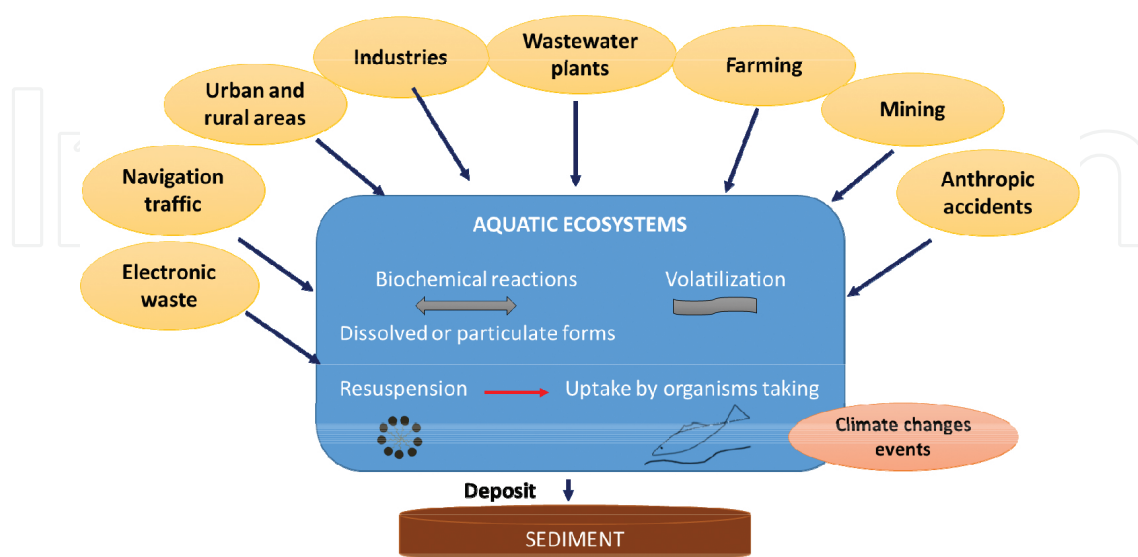 Industries
Wastewater
plants
Farming
Urban and
rural areas
Mining
Navigation
traffic
Anthropic
accidents
Electronic
waste
AQUATIC ECOSYSTEMS
Biochemical reactions
Volatilization
Dissolved or particulate forms
Resuspension
Uptake by organisms taking
Climate changes
events
Deposit
SEDIMENT